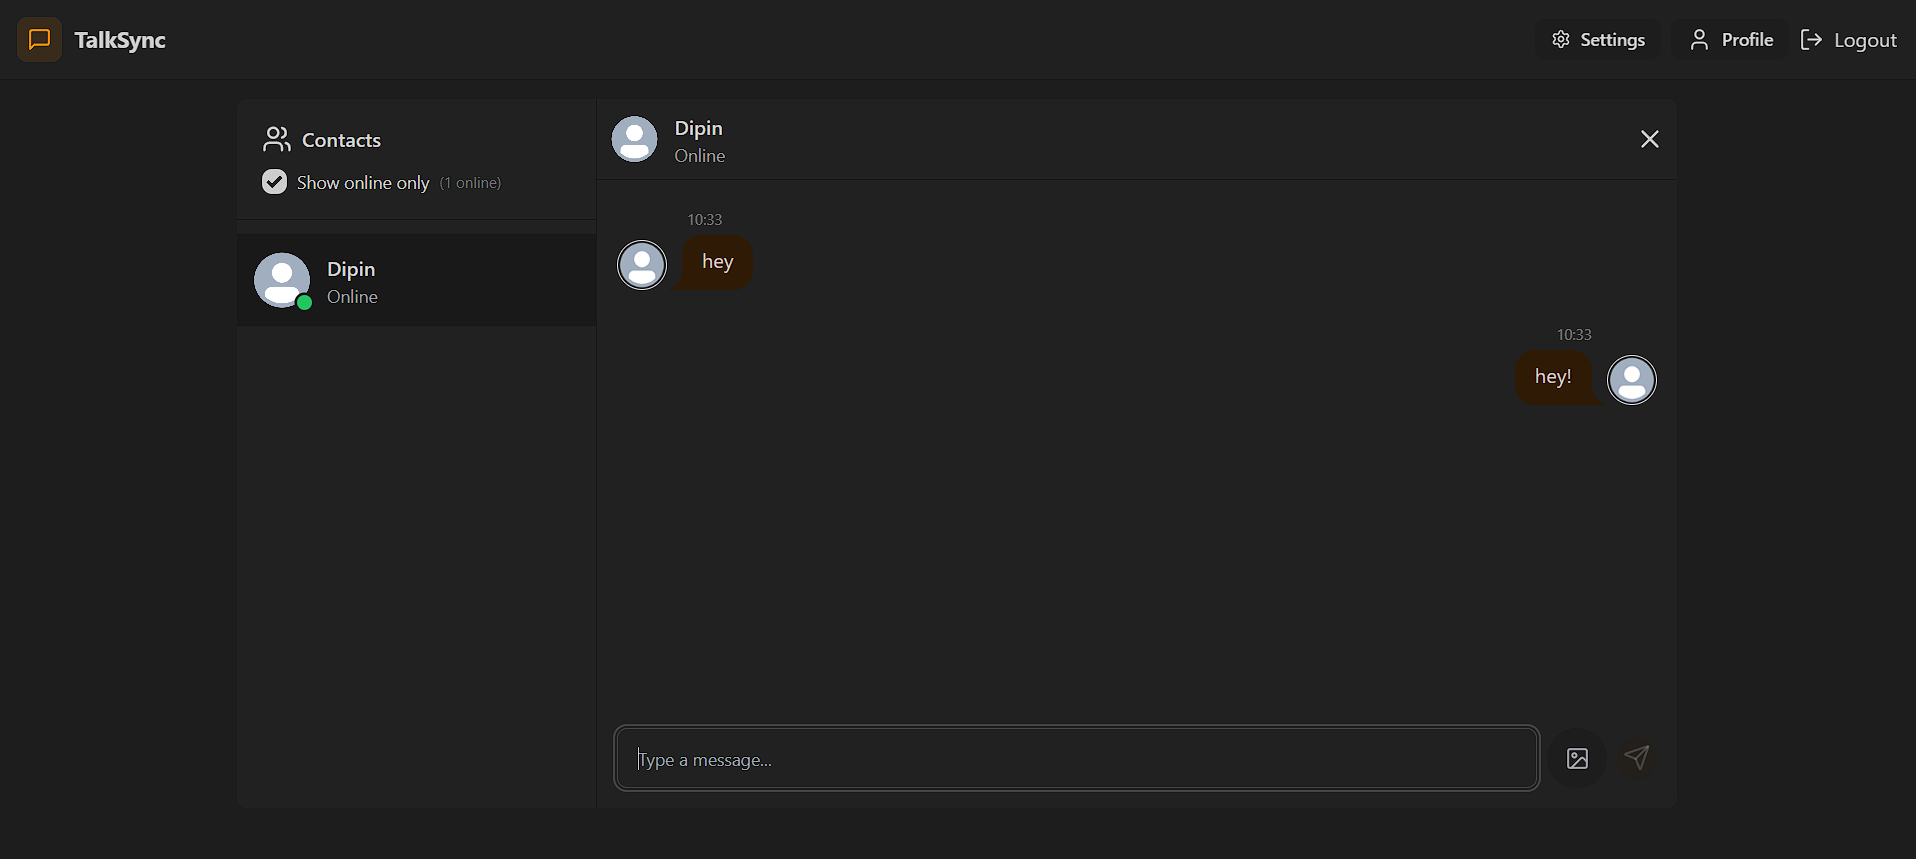 TalkSync
Settings
Profile
Logout
Contacts
Show online only (1 online)
Dipin
Online
Dipin
Online
10:33
hey
10:33
hey!
Type a message...